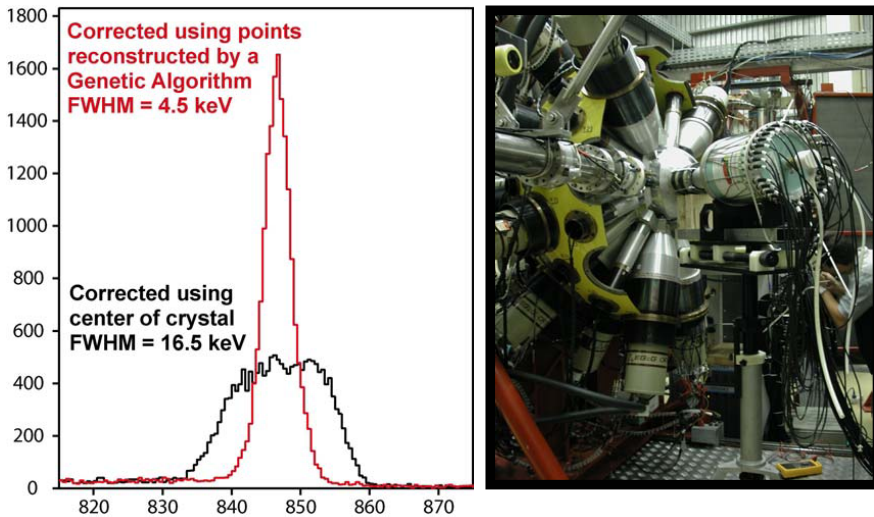 1800
Corrected using points
reconstructed by a
Genetic Algorithm
FWHM = 4.5 keV
1600
1400
1200
1000
800
Corrected using
center of crystal
FWHM = 16.5 keV
600
400
200
0
820 830 840 850 860 870
EG&G